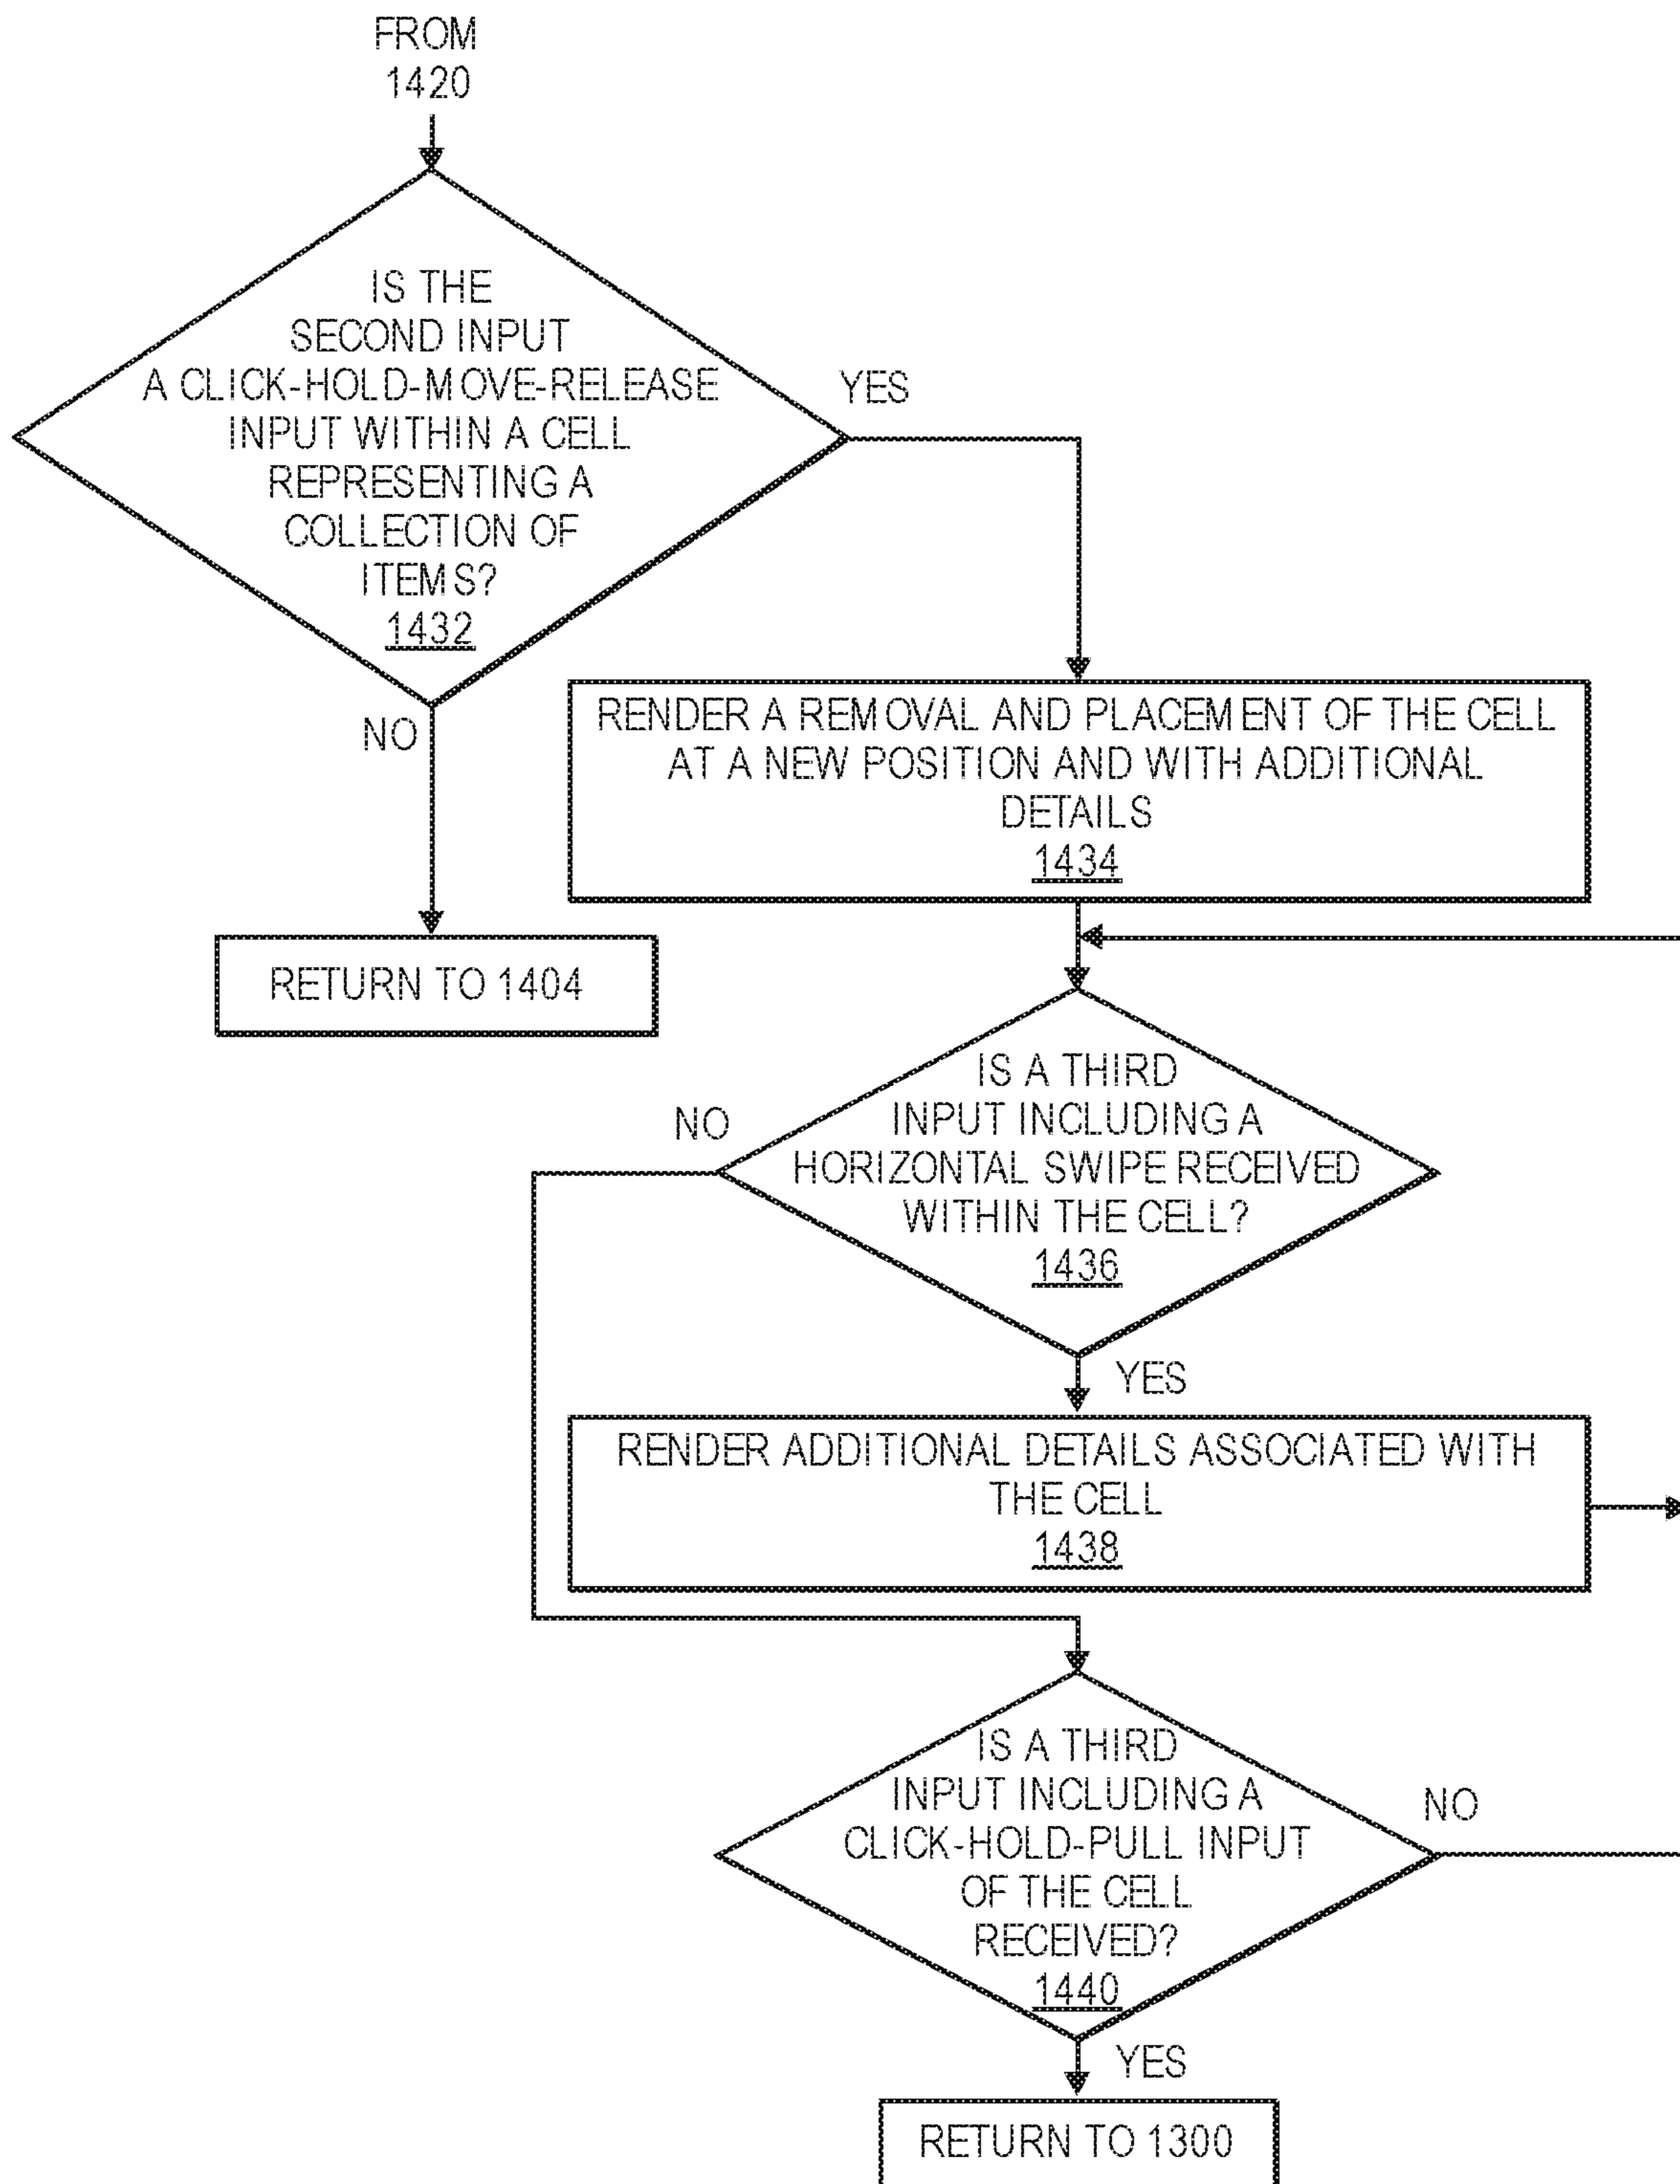 FROM
1420
IS THE
SECOND INPUT
A CLICK-HOLD-MOVE-RELEASE
INPUT WITHIN A CELL
REPRESENTING A
COLLECTION OF
ITEMS?
1432
YES
NO
RENDER A REMOVAL AND PLACEMENT OF THE CELL
AT A NEW POSITION AND WITH ADDITIONAL
DETAILS
1434
RETURN TO 1404
IS A THIRD
INPUT INCLUDING A
HORIZONTAL SWIPE RECEIVED
WITHIN THE CELL?
1436
NO
YES
RENDER ADDITIONAL DETAILS ASSOCIATED WITH
THE CELL
1438
IS A THIRD
INPUT INCLUDING A
CLICK-HOLD-PULL INPUT
OF THE CELL
RECEIVED?
1440
NO
YES
RETURN TO 1300